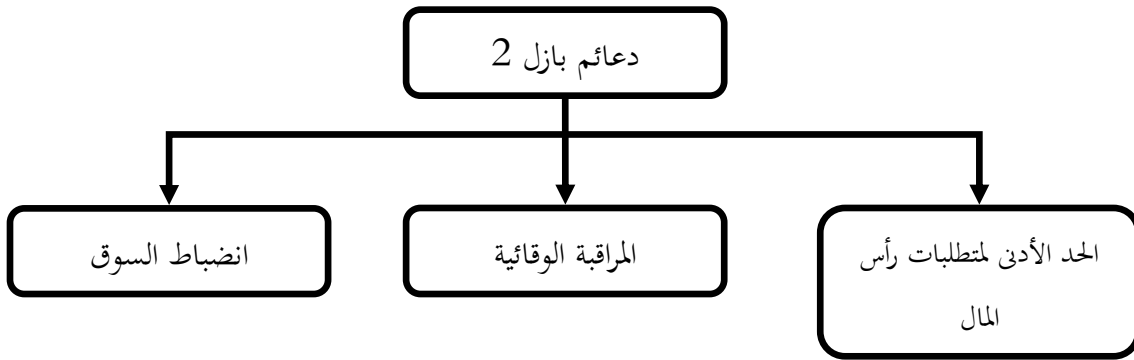 دعائم بازل 2
الحد الأدنى لمتطلبات رأس
المال
المراقبة الوقائية
انضباط السوق